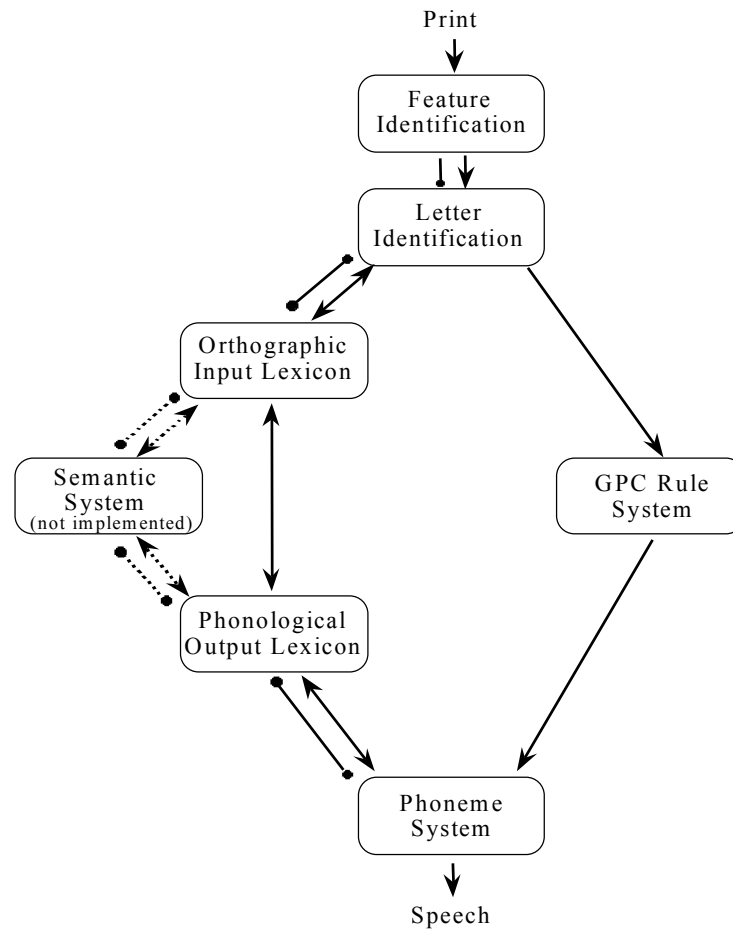 Print
Feature
Identification
Letter
Identification
Orthographic
Input Lexicon
Semantic
System
(not implemented)
GPC Rule
System
Phonological
Output Lexicon
Phoneme
System
Speech